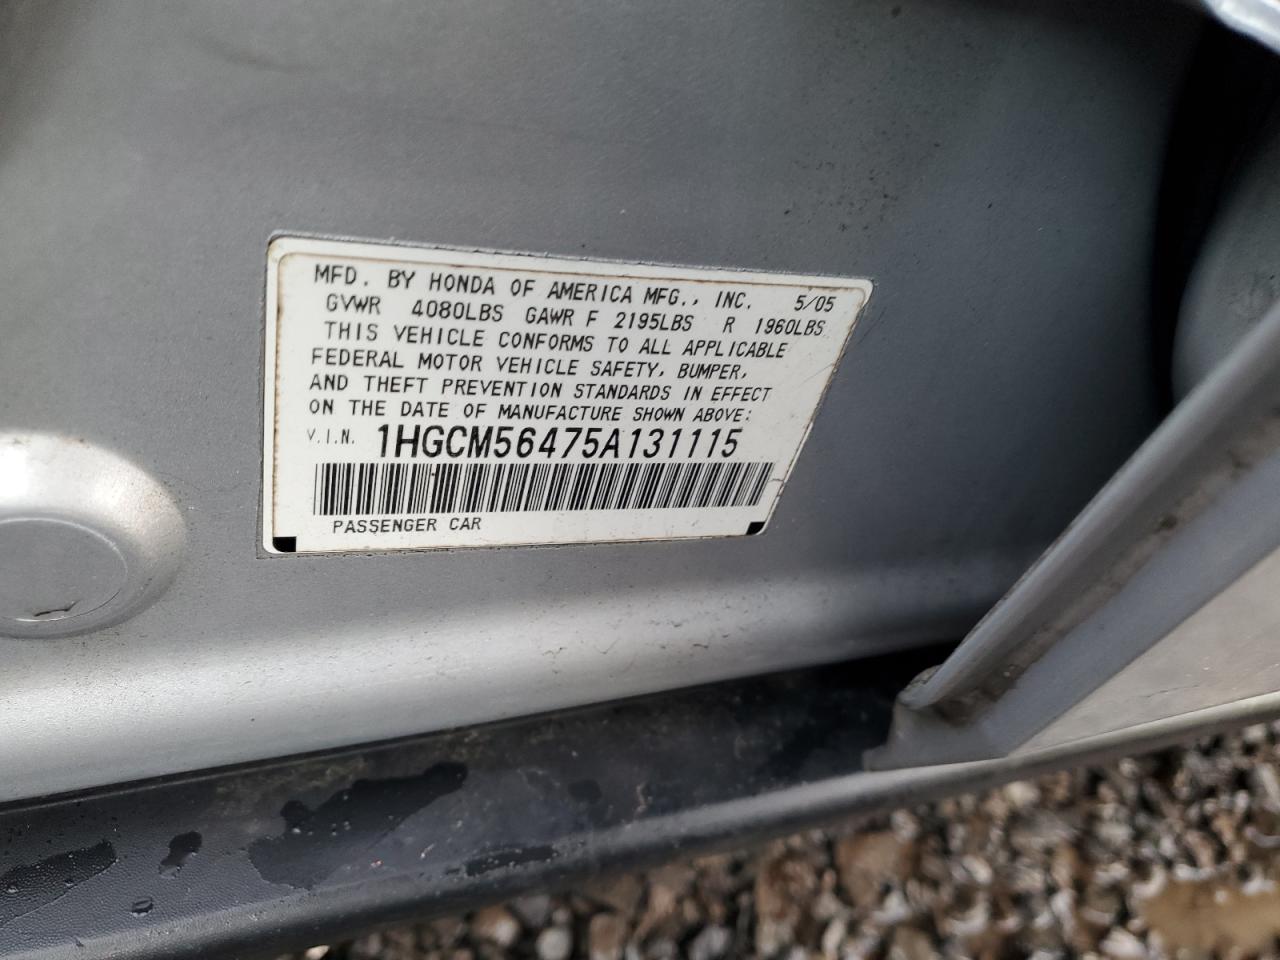 MFD. BY HONDA OF AMERICA MFG., INC. 5/05
GVWR 4080LBS GAWR F 2195LBS R 1960LBS
THIS VEHICLE CONFORMS TO ALL APPLICABLE
FEDERAL MOTOR VEHICLE SAFETY, BUMPER,
AND THEFT PREVENTION STANDARDS IN EFFECT
ON THE DATE OF MANUFACTURE SHOWN ABOVE:
V.I.N. 1HGCM56475A131115
PASSENGER CAR